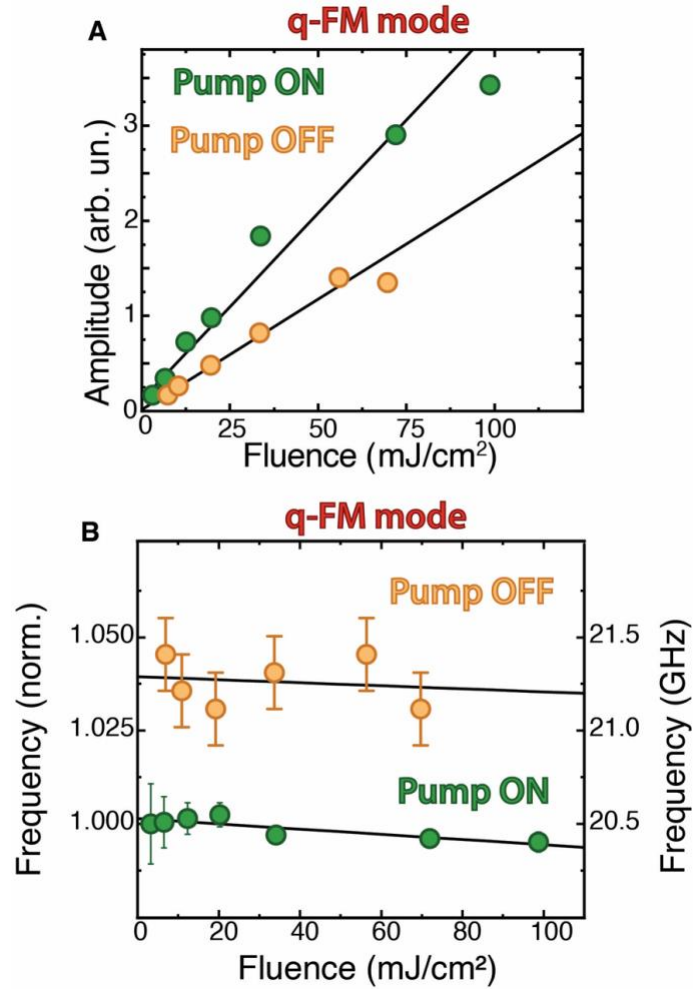 A
q-FM mode
Pump ON
Pump OFF
Amplitude (arb. un.)
3
2
1
0
0 25 50 75 100
Fluence (mJ/cm²)
B
q-FM mode
Pump OFF
Pump ON
Frequency (norm.)
1.050
1.025
1.000
Frequency (GHz)
21.5
21.0
20.5
0 20 40 60 80 100
Fluence (mJ/cm²)